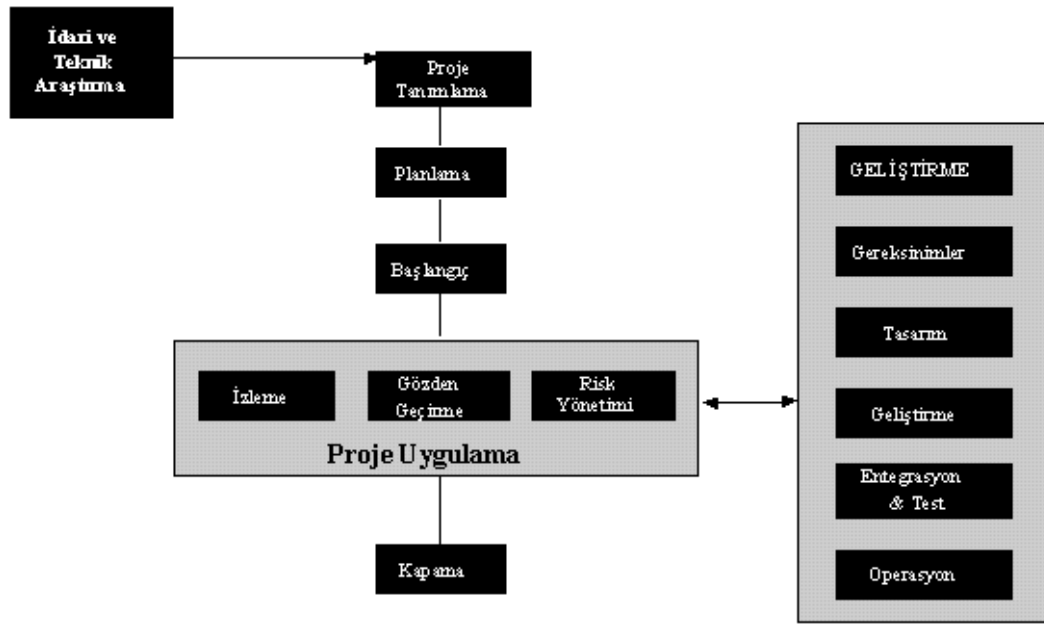 İdari ve
Teknik
Araştırma
Proje
Tanımlama
Planlama
Başlangıç
İzleme
Gözden
Geçirme
Risk
Yönetimi
Proje Uygulama
Kapama
GELİŞTİRME
Gereksinimler
Tasarım
Geliştirme
Entegrasyon
& Test
Operasyon